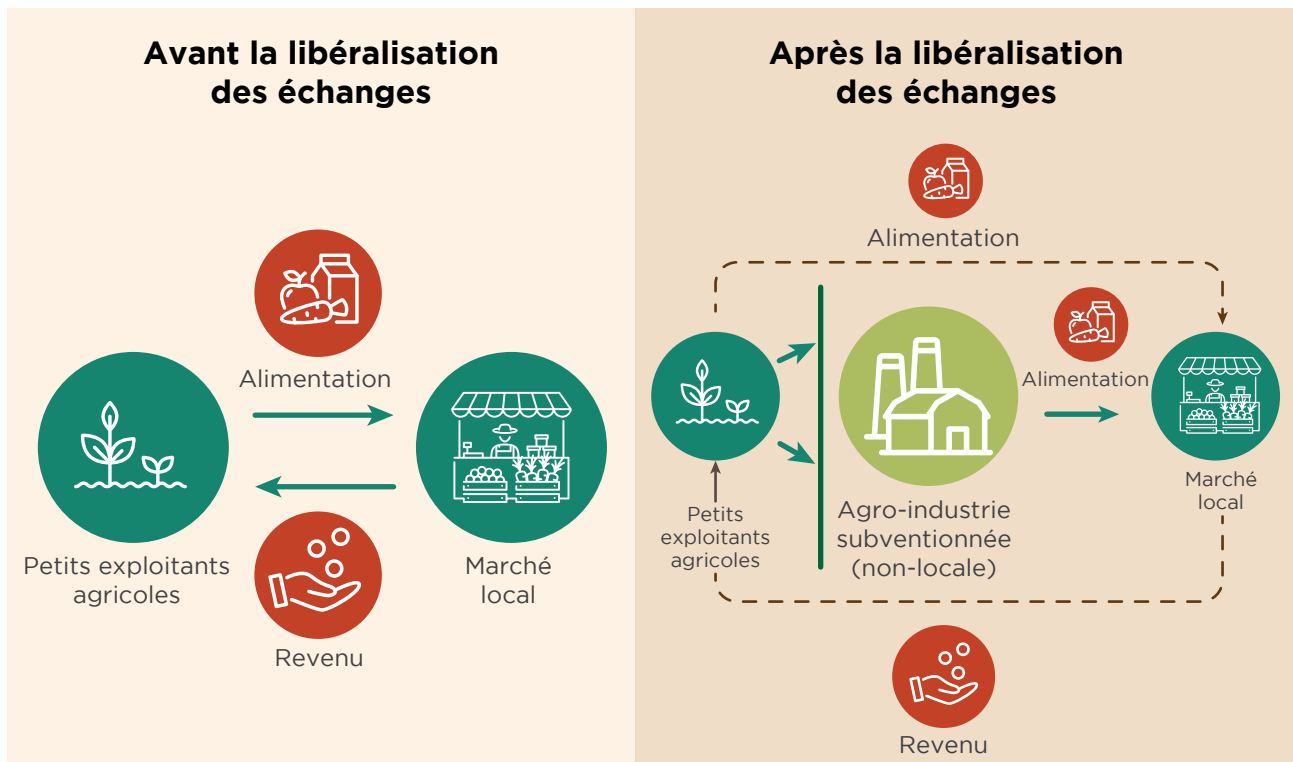 Avant la libéralisation
des échanges
Alimentation
Petits exploitants
agricoles
Marché
local
Revenu
Après la libéralisation
des échanges
Alimentation
Alimentation
Petits
exploitants
agricoles
Agro-industrie
subventionnée
(non-locale)
Marché
local
Revenu